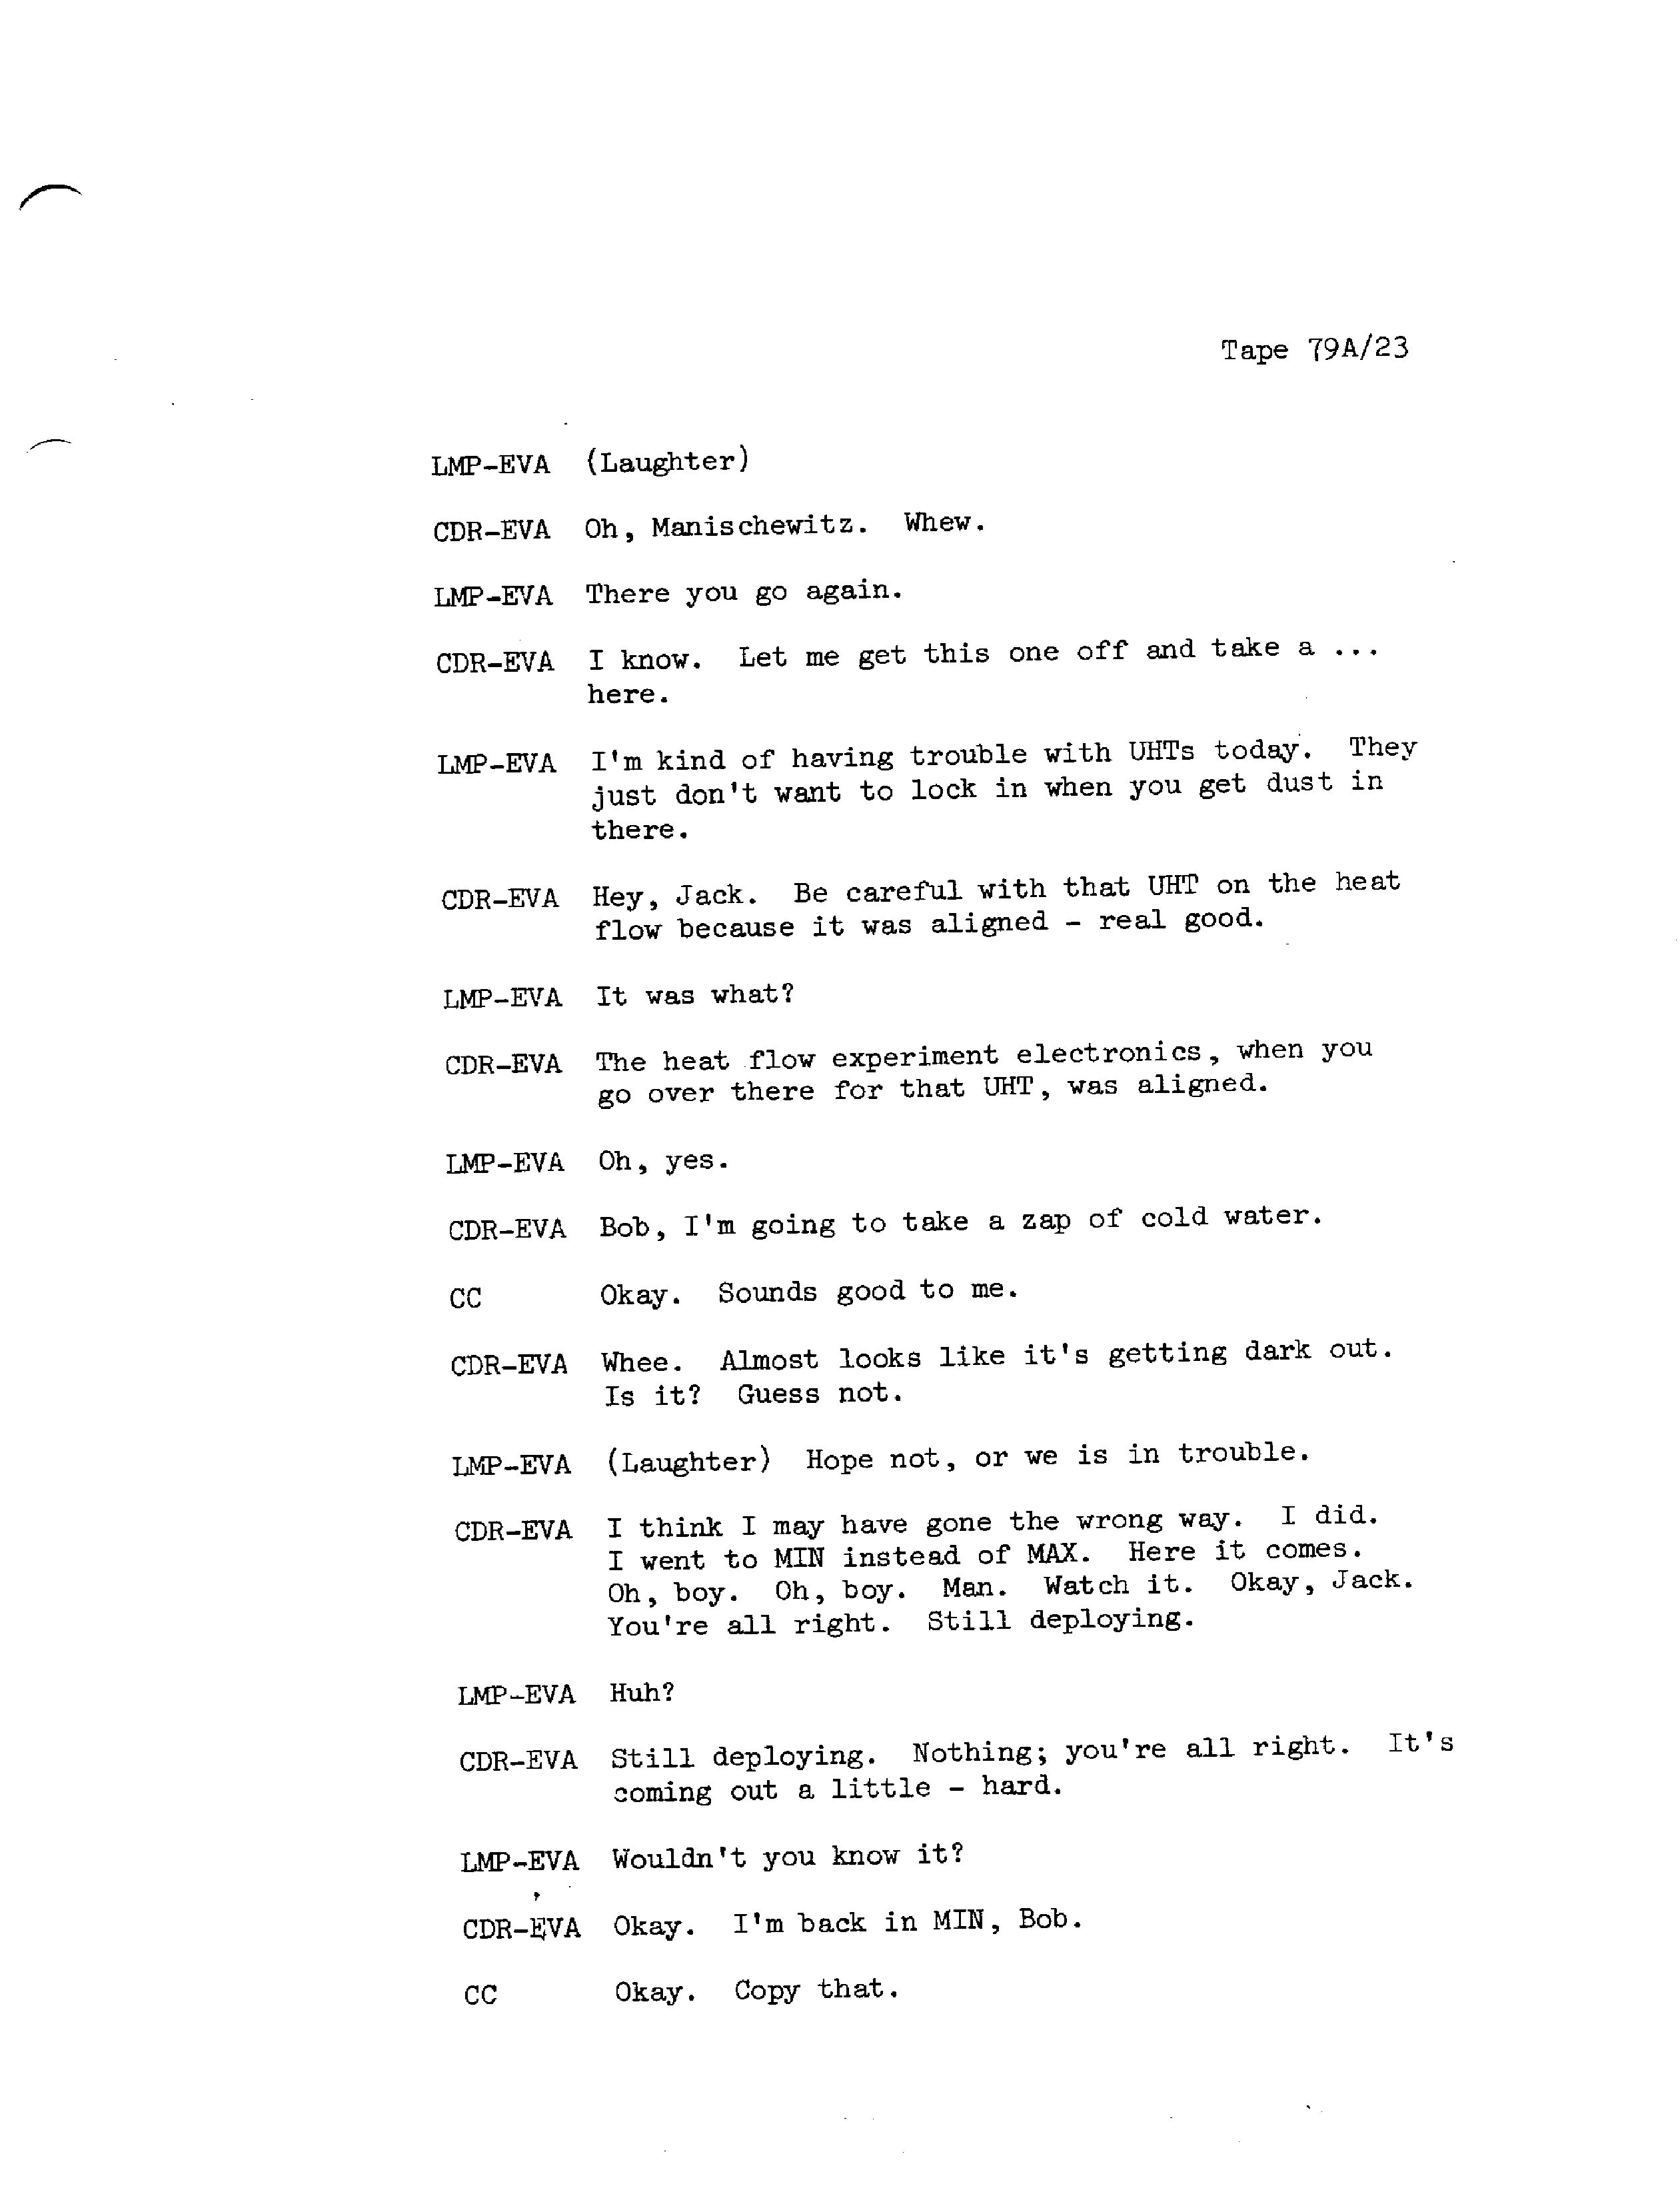 Tape 79A/23
LMP-EVA (Laughter)
CDR-EVA Oh, Manischewitz. Whew.
LMP-EVA There you go again.
CDR-EVA I know. Let me get this one off and take a ...
here.
LMP-EVA I'm kind of having trouble with UHTs today. They
just don't want to lock in when you get dust in
there.
CDR-EVA Hey, Jack. Be careful with that UHT on the heat
flow because it was aligned - real good.
LMP-EVA It was what?
CDR-EVA The heat flow experiment electronics, when you
go over there for that UHT, was aligned.
LMP-EVA Oh, yes.
CDR-EVA Bob, I'm going to take a zap of cold water.
CC Okay. Sounds good to me.
CDR-EVA Whee. Almost looks like it's getting dark out.
Is it? Guess not.
LMP-EVA (Laughter) Hope not, or we is in trouble.
CDR-EVA I think I may have gone the wrong way. I did.
I went to MIN instead of MAX. Here it comes.
Oh, boy. Oh, boy. Man. Watch it. Okay, Jack.
You're all right. Still deploying.
LMP-EVA Huh?
CDR-EVA Still deploying. Nothing; you're all right. It's
coming out a little - hard.
LMP-EVA Wouldn't you know it?
CDR-EVA Okay. I'm back in MIN, Bob.
CC Okay. Copy that.